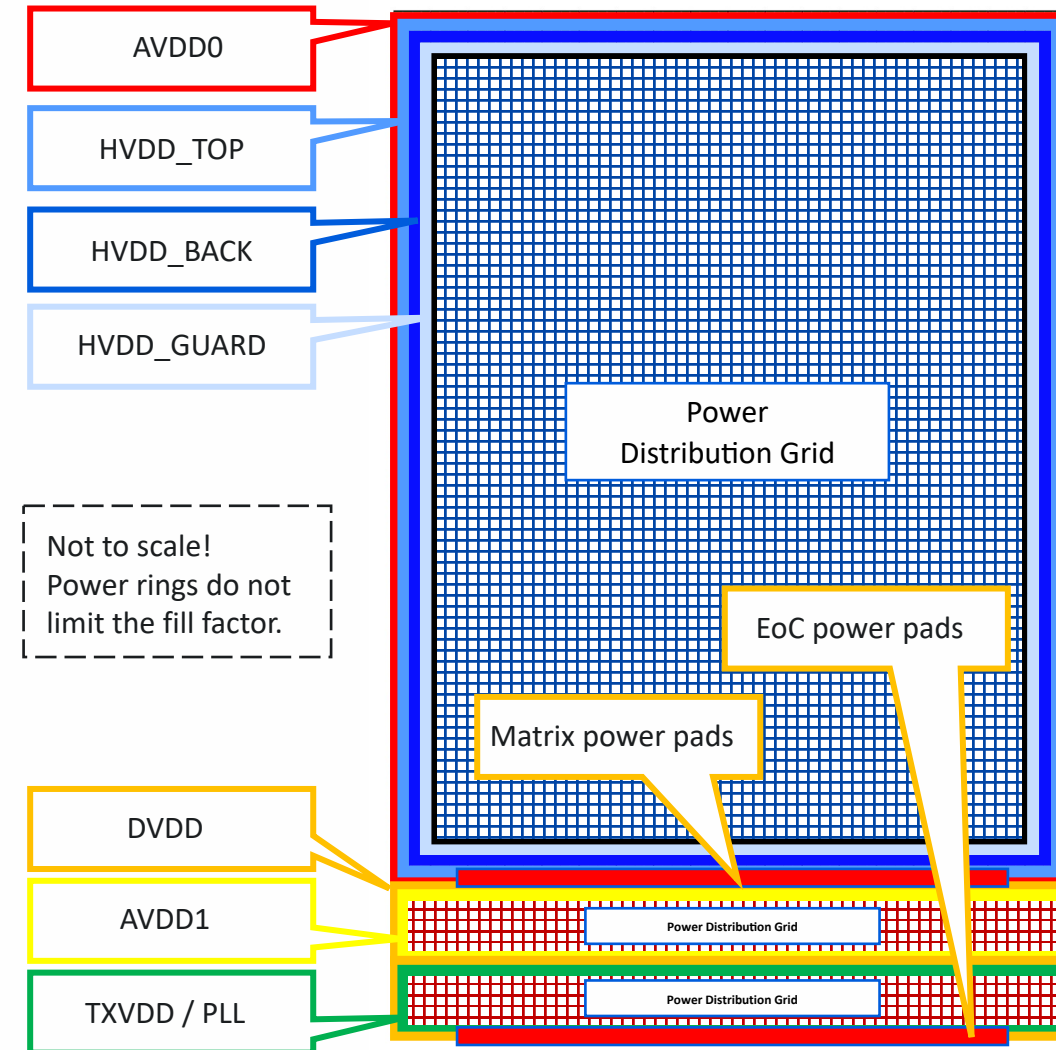 AVDD0
HVDD_TOP
HVDD_BACK
HVDD_GUARD
Power
Distribution Grid
Not to scale!
Power rings do not
limit the fill factor.
EoC power pads
Matrix power pads
DVDD
AVDD1
Power Distribution Grid
TXVDD / PLL
Power Distribution Grid